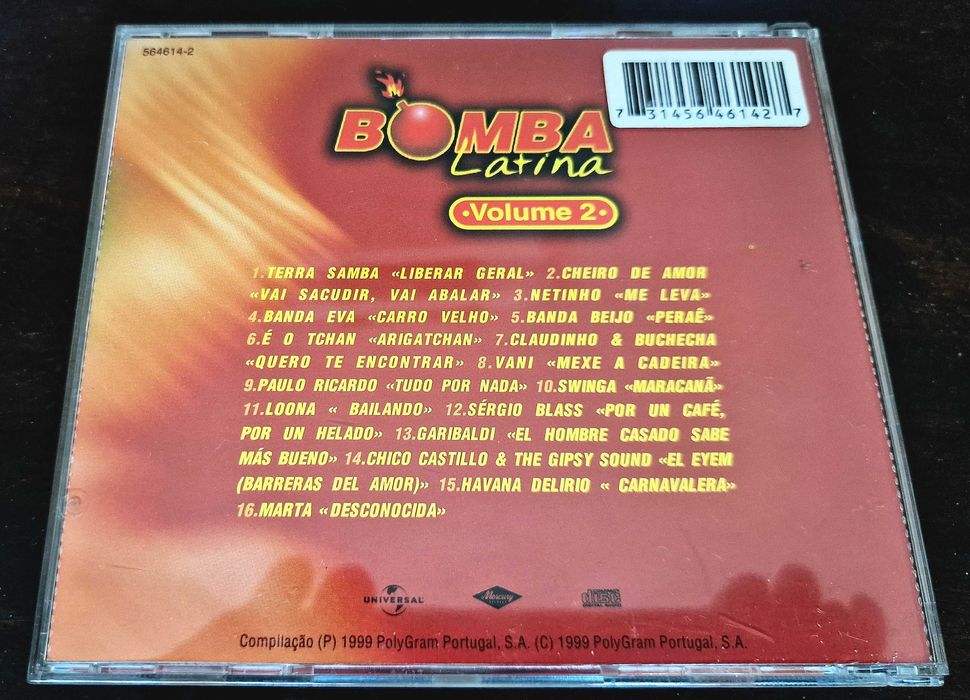 564614-2
7 31456 46142 7
BOMBA
Latina
•Volume 2•
1.TERRA SAMBA «LIBERAR GERAL» 2.CHEIRO DE AMOR
«VAI SACUDIR, VAI ABALAR» 3.NETINHO «ME LEVA»
4.BANDA EVA «CARRO VELHO» 5.BANDA BEIJO «PERAÊ»
6.É O TCHAN «ARIGATCHAN» 7.CLAUDINHO & BUCHECHA
«QUERO TE ENCONTRAR» 8.VANI «MEXE A CADEIRA»
9.PAULO RICARDO «TUDO POR NADA» 10.SWINGA «MARACANÃ»
11.LOONA « BAILANDO» 12.SÉRGIO BLASS «POR UN CAFÉ,
POR UN HELADO» 13.GARIBALDI «EL HOMBRE CASADO SABE
MÁS BUENO» 14.CHICO CASTILLO & THE GIPSY SOUND «EL EYEM
(BARRERAS DEL AMOR)» 15.HAVANA DELIRIO « CARNAVALERA»
16.MARTA «DESCONOCIDA»
UNIVERSAL
Mercury
COMPACT
disc
DIGITAL AUDIO
Compilação (P) 1999 PolyGram Portugal, S.A. (C) 1999 PolyGram Portugal, S.A.